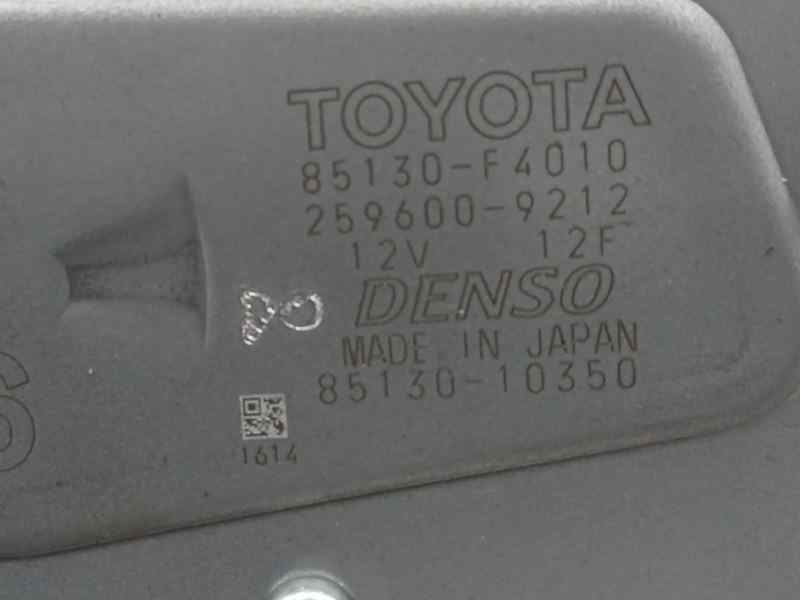 TOYOTA
85130-F4010
259600-9212
12V 12F
DENSO
MADE IN JAPAN
85130-10350
1614